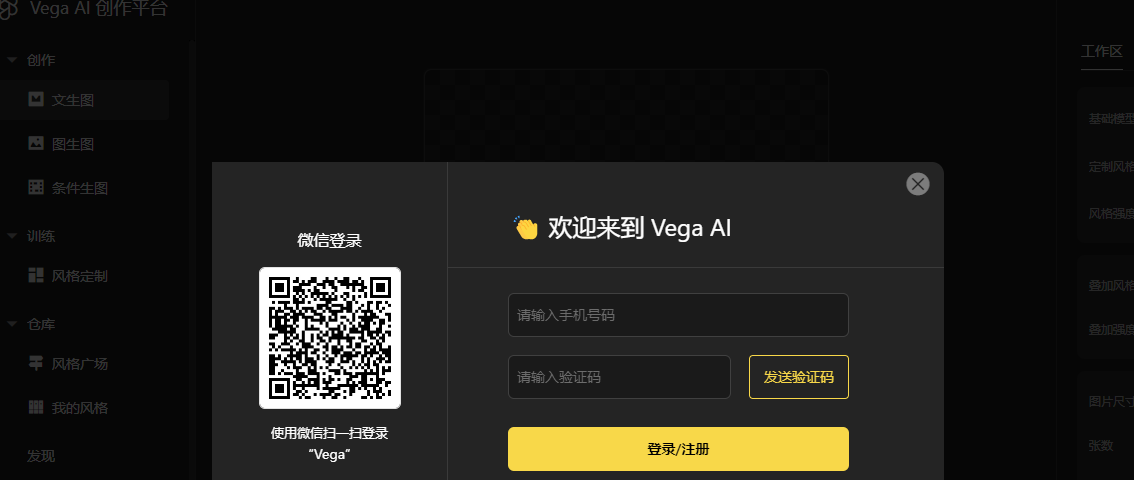 Vega AI 创作平台
创作
文生图
图生图
条件生图
训练
风格定制
仓库
风格广场
我的风格
发现
微信登录
使用微信扫一扫登录
“Vega”
欢迎来到 Vega AI
请输入手机号码
请输入验证码
发送验证码
登录/注册
工作区
基础模型
定制风格
风格强度
叠加风格
叠加强度
图片尺寸
张数